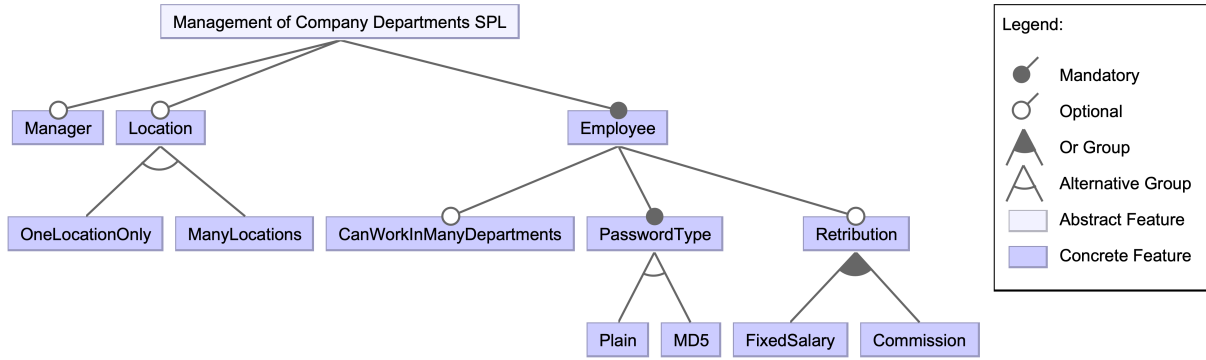 Management of Company Departments SPL
Manager
Location
Employee
OneLocationOnly
ManyLocations
CanWorkInManyDepartments
PasswordType
Retribution
Plain
MD5
FixedSalary
Commission
Legend:
Mandatory
Optional
Or Group
Alternative Group
Abstract Feature
Concrete Feature